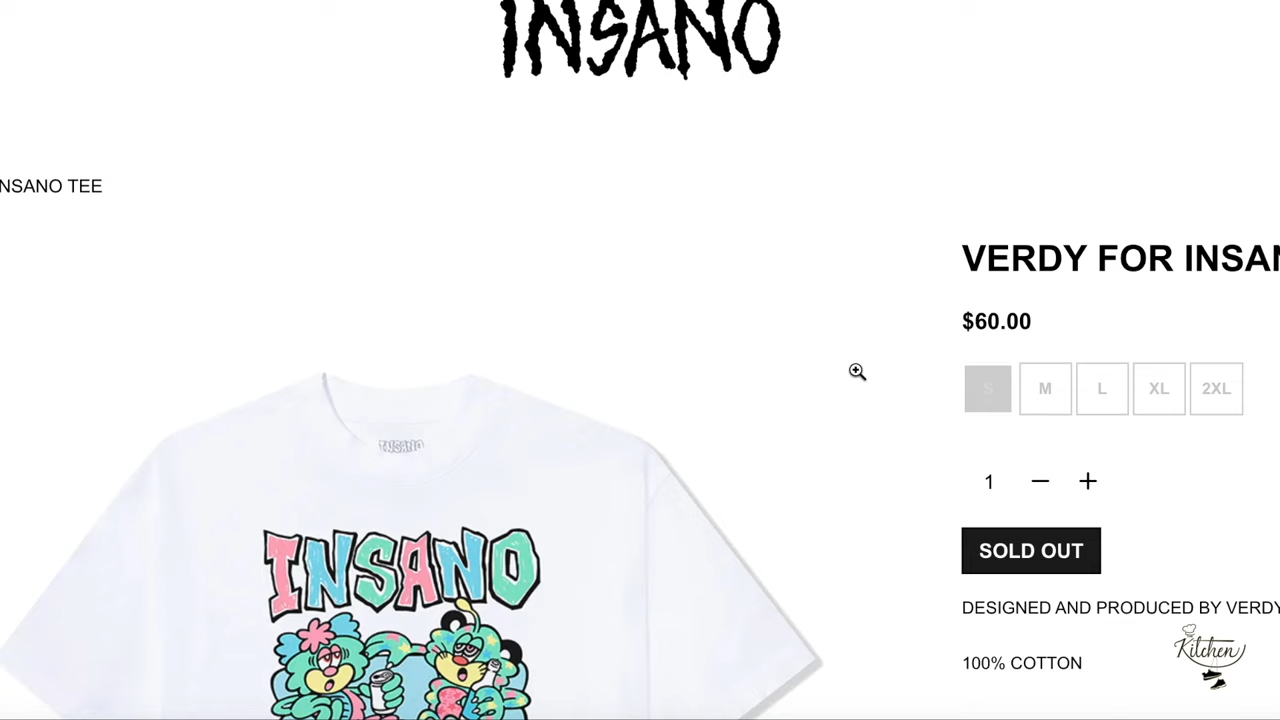 INSANO
NSANO TEE
VERDY FOR INSAN
$60.00
S M L XL 2XL
1 − +
SOLD OUT
DESIGNED AND PRODUCED BY VERDY
100% COTTON
INSANO
INSANO
Kitchen